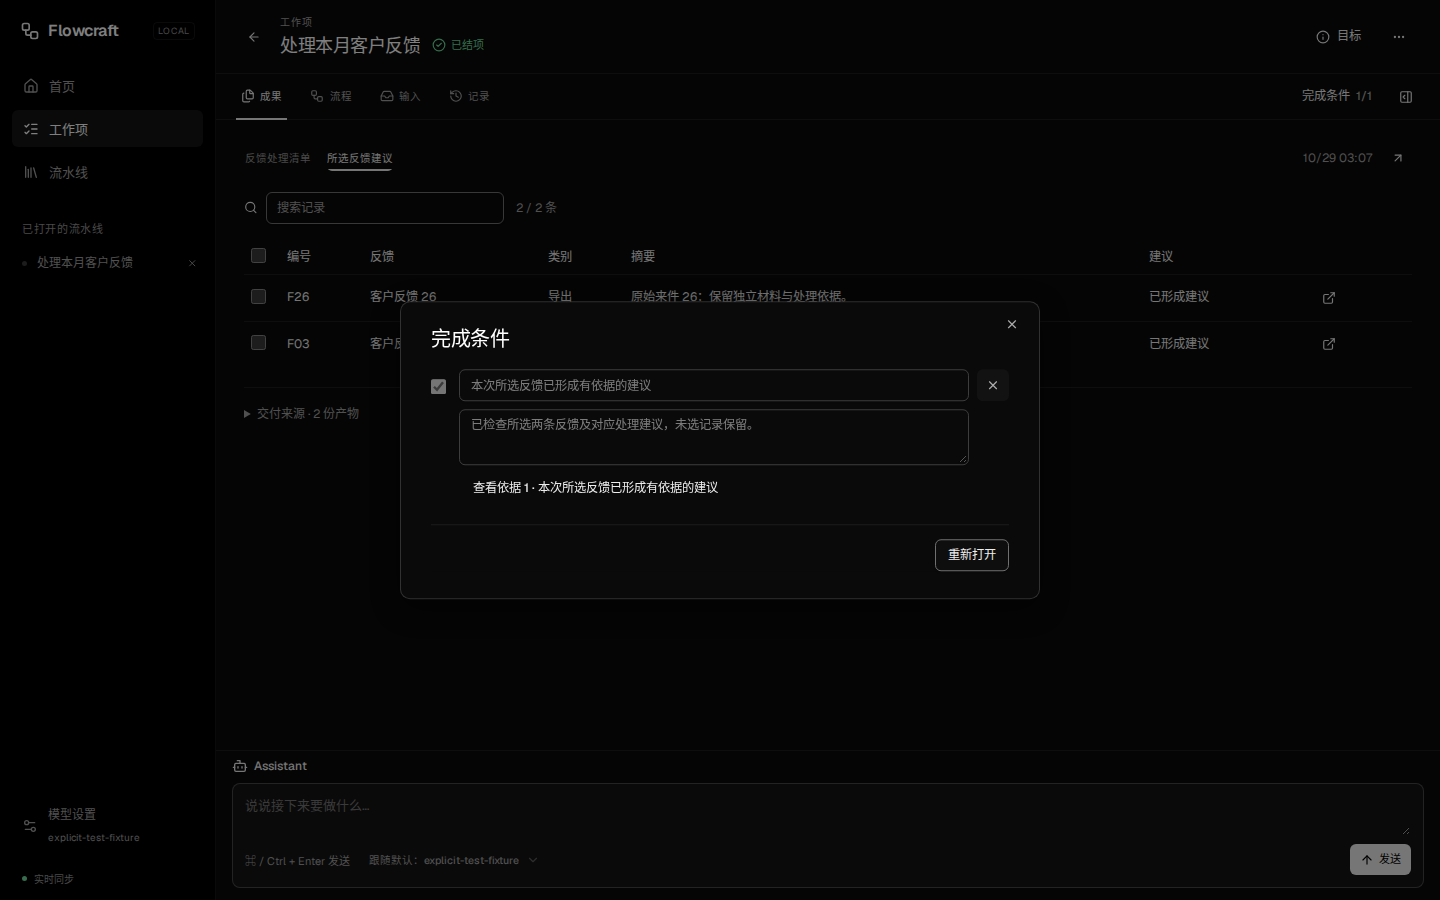 Flowcraft
LOCAL
首页
工作项
流水线
已打开的流水线
处理本月客户反馈
模型设置
explicit-test-fixture
实时同步
工作项
处理本月客户反馈
已结项
目标
成果
流程
输入
记录
完成条件 1/1
反馈处理清单
所选反馈建议
10/29 03:07
搜索记录
2 / 2 条
编号 反馈 类别 摘要 建议
F26 客户反馈 26 导出 原始来件 26：保留独立材料与处理依据。 已形成建议
F03 客户反 已形成建议
交付来源 · 2 份产物
完成条件
本次所选反馈已形成有依据的建议
已检查所选两条反馈及对应处理建议，未选记录保留。
查看依据 1 · 本次所选反馈已形成有依据的建议
重新打开
Assistant
说说接下来要做什么...
⌘ / Ctrl + Enter 发送
跟随默认：explicit-test-fixture
发送